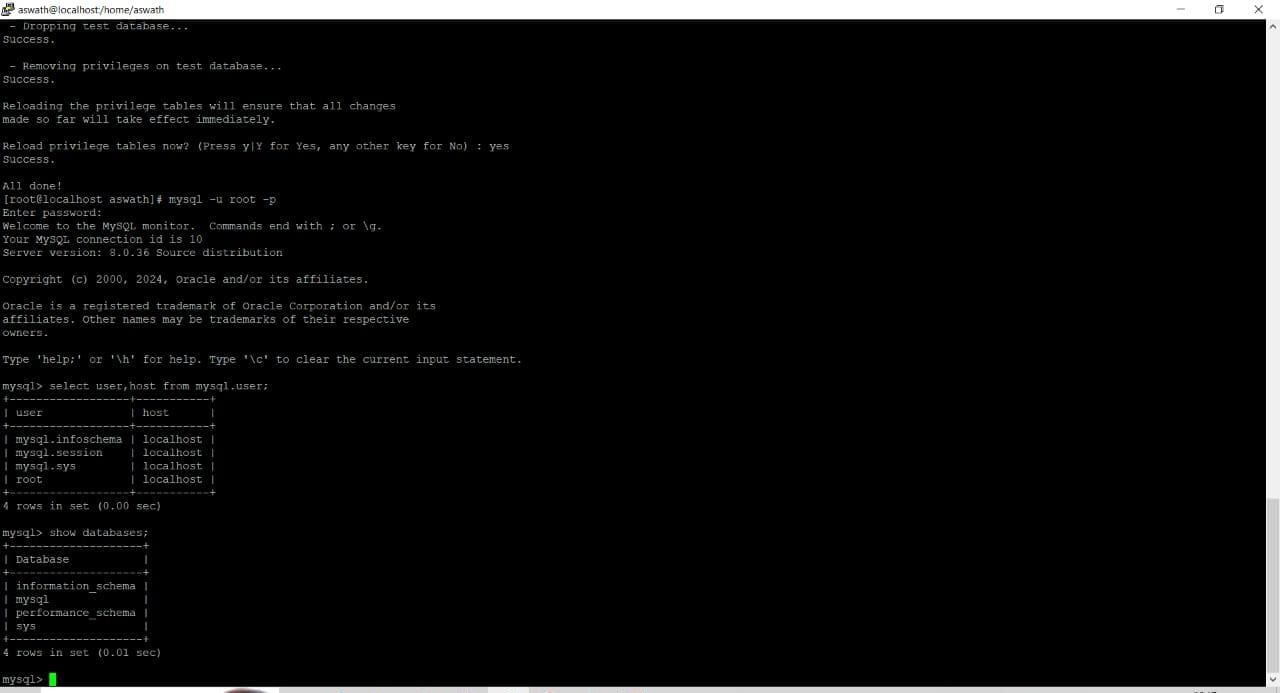 aswath@localhost:/home/aswath
 - Dropping test database...
Success.
 - Removing privileges on test database...
Success.
Reloading the privilege tables will ensure that all changes
made so far will take effect immediately.
Reload privilege tables now? (Press y|Y for Yes, any other key for No) : yes
Success.
All done!
[root@localhost aswath]# mysql -u root -p
Enter password:
Welcome to the MySQL monitor.  Commands end with ; or \g.
Your MySQL connection id is 10
Server version: 8.0.36 Source distribution
Copyright (c) 2000, 2024, Oracle and/or its affiliates.
Oracle is a registered trademark of Oracle Corporation and/or its
affiliates. Other names may be trademarks of their respective
owners.
Type 'help;' or '\h' for help. Type '\c' to clear the current input statement.
mysql> select user,host from mysql.user;
+------------------+-----------+
| user             | host      |
+------------------+-----------+
| mysql.infoschema | localhost |
| mysql.session    | localhost |
| mysql.sys        | localhost |
| root             | localhost |
+------------------+-----------+
4 rows in set (0.00 sec)
mysql> show databases;
+--------------------+
| Database           |
+--------------------+
| information_schema |
| mysql              |
| performance_schema |
| sys                |
+--------------------+
4 rows in set (0.01 sec)
mysql>